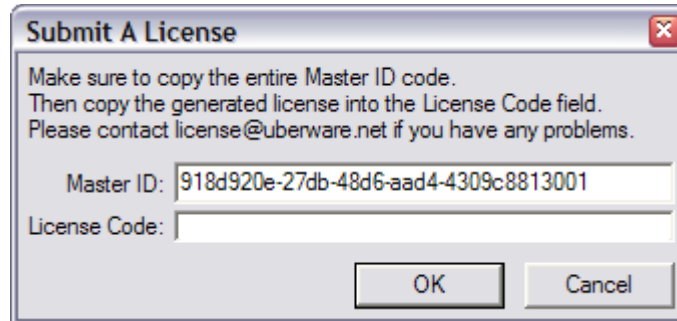 Submit A License
Make sure to copy the entire Master ID code.
Then copy the generated license into the License Code field.
Please contact license@uberware.net if you have any problems.
Master ID: 918d920e-27db-48d6-aad4-4309c8813001
License Code:
OK Cancel